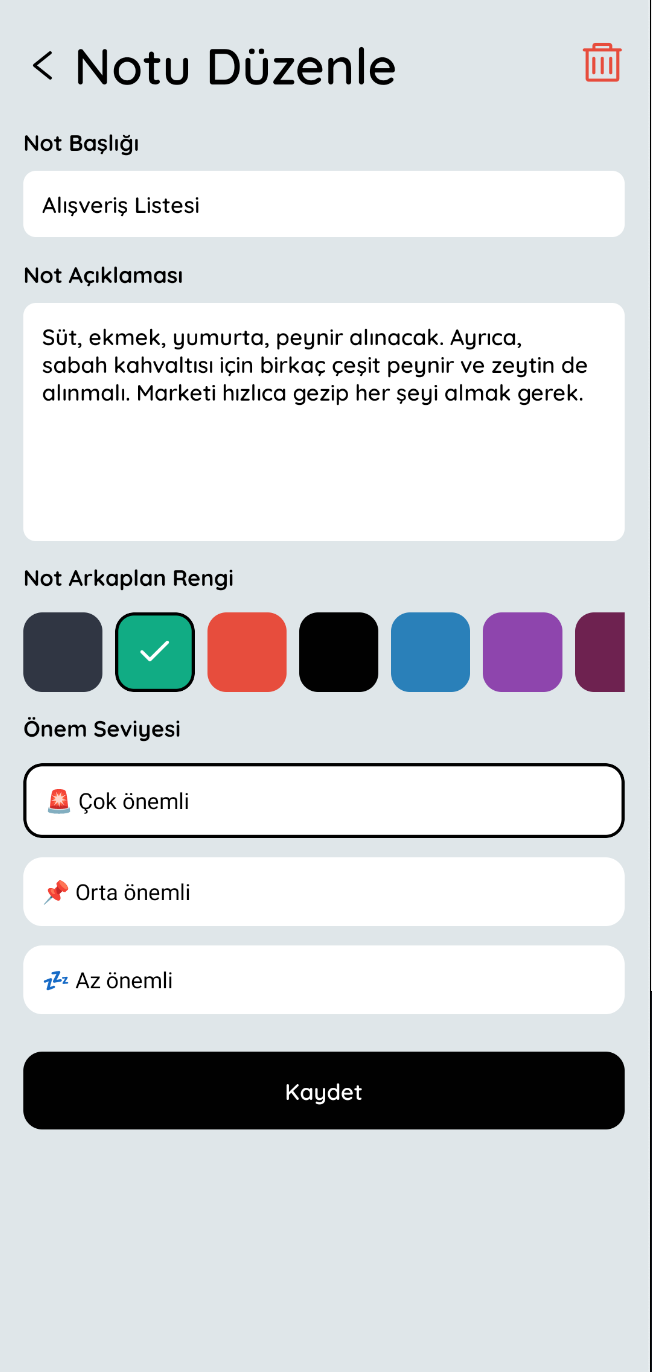 Notu Düzenle
Not Başlığı
Alışveriş Listesi
Not Açıklaması
Süt, ekmek, yumurta, peynir alınacak. Ayrıca,
sabah kahvaltısı için birkaç çeşit peynir ve zeytin de
alınmalı. Marketi hızlıca gezip her şeyi almak gerek.
Not Arkaplan Rengi
Önem Seviyesi
🚨 Çok önemli
📌 Orta önemli
💤 Az önemli
Kaydet